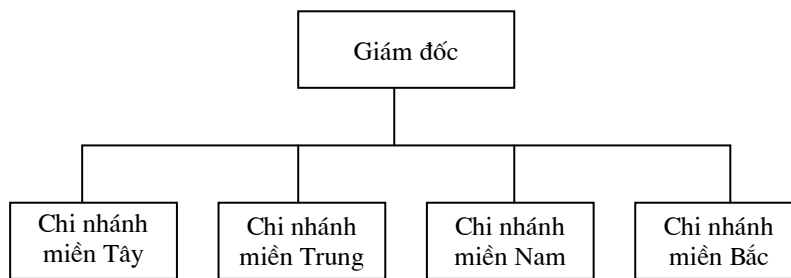 Giám đốc
Chi nhánh
miền Tây
Chi nhánh
miền Trung
Chi nhánh
miền Nam
Chi nhánh
miền Bắc